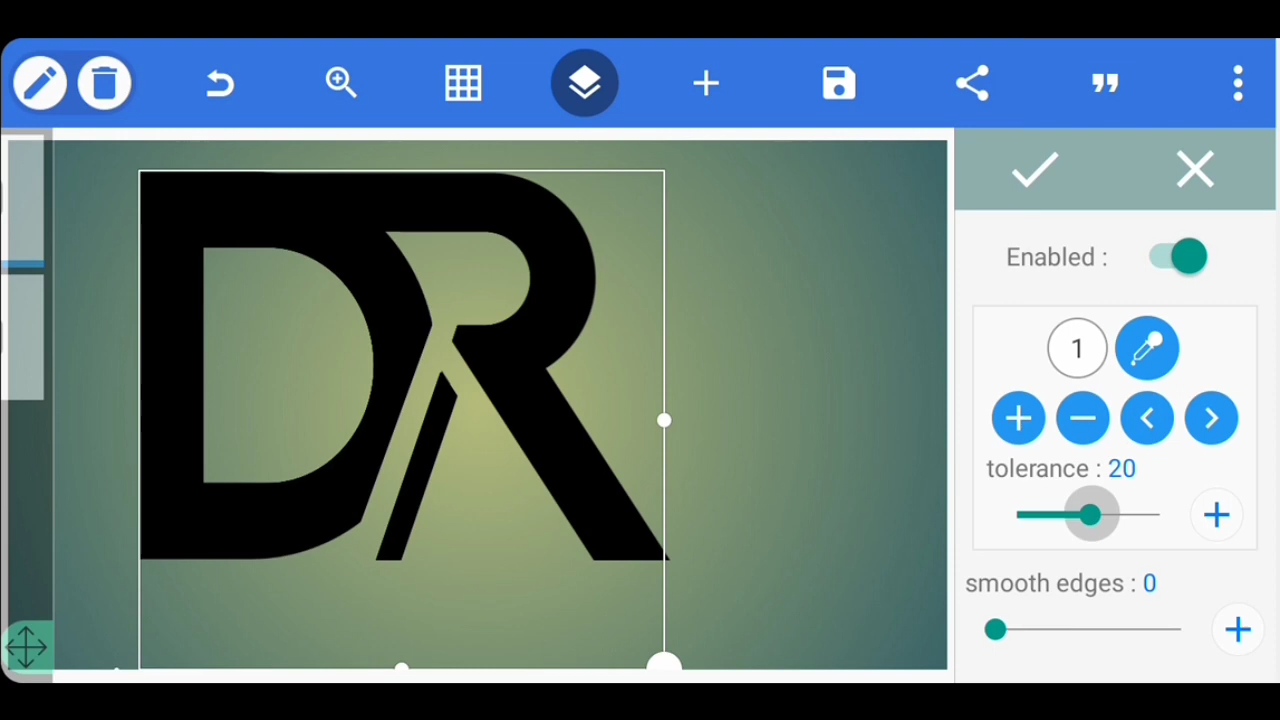 DR
Enabled :
1
tolerance : 20
smooth edges : 0